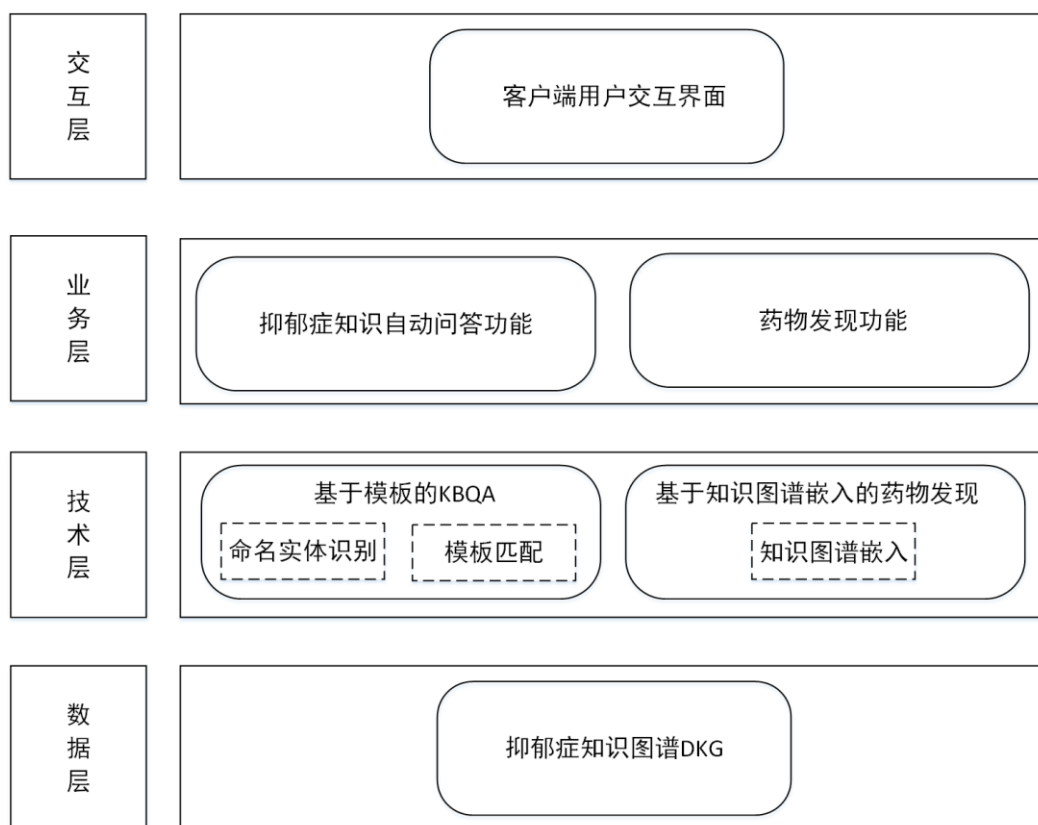 交互层
客户端用户交互界面
业务层
抑郁症知识自动问答功能
药物发现功能
技术层
基于模板的KBQA
命名实体识别
模板匹配
基于知识图谱嵌入的药物发现
知识图谱嵌入
数据层
抑郁症知识图谱DKG